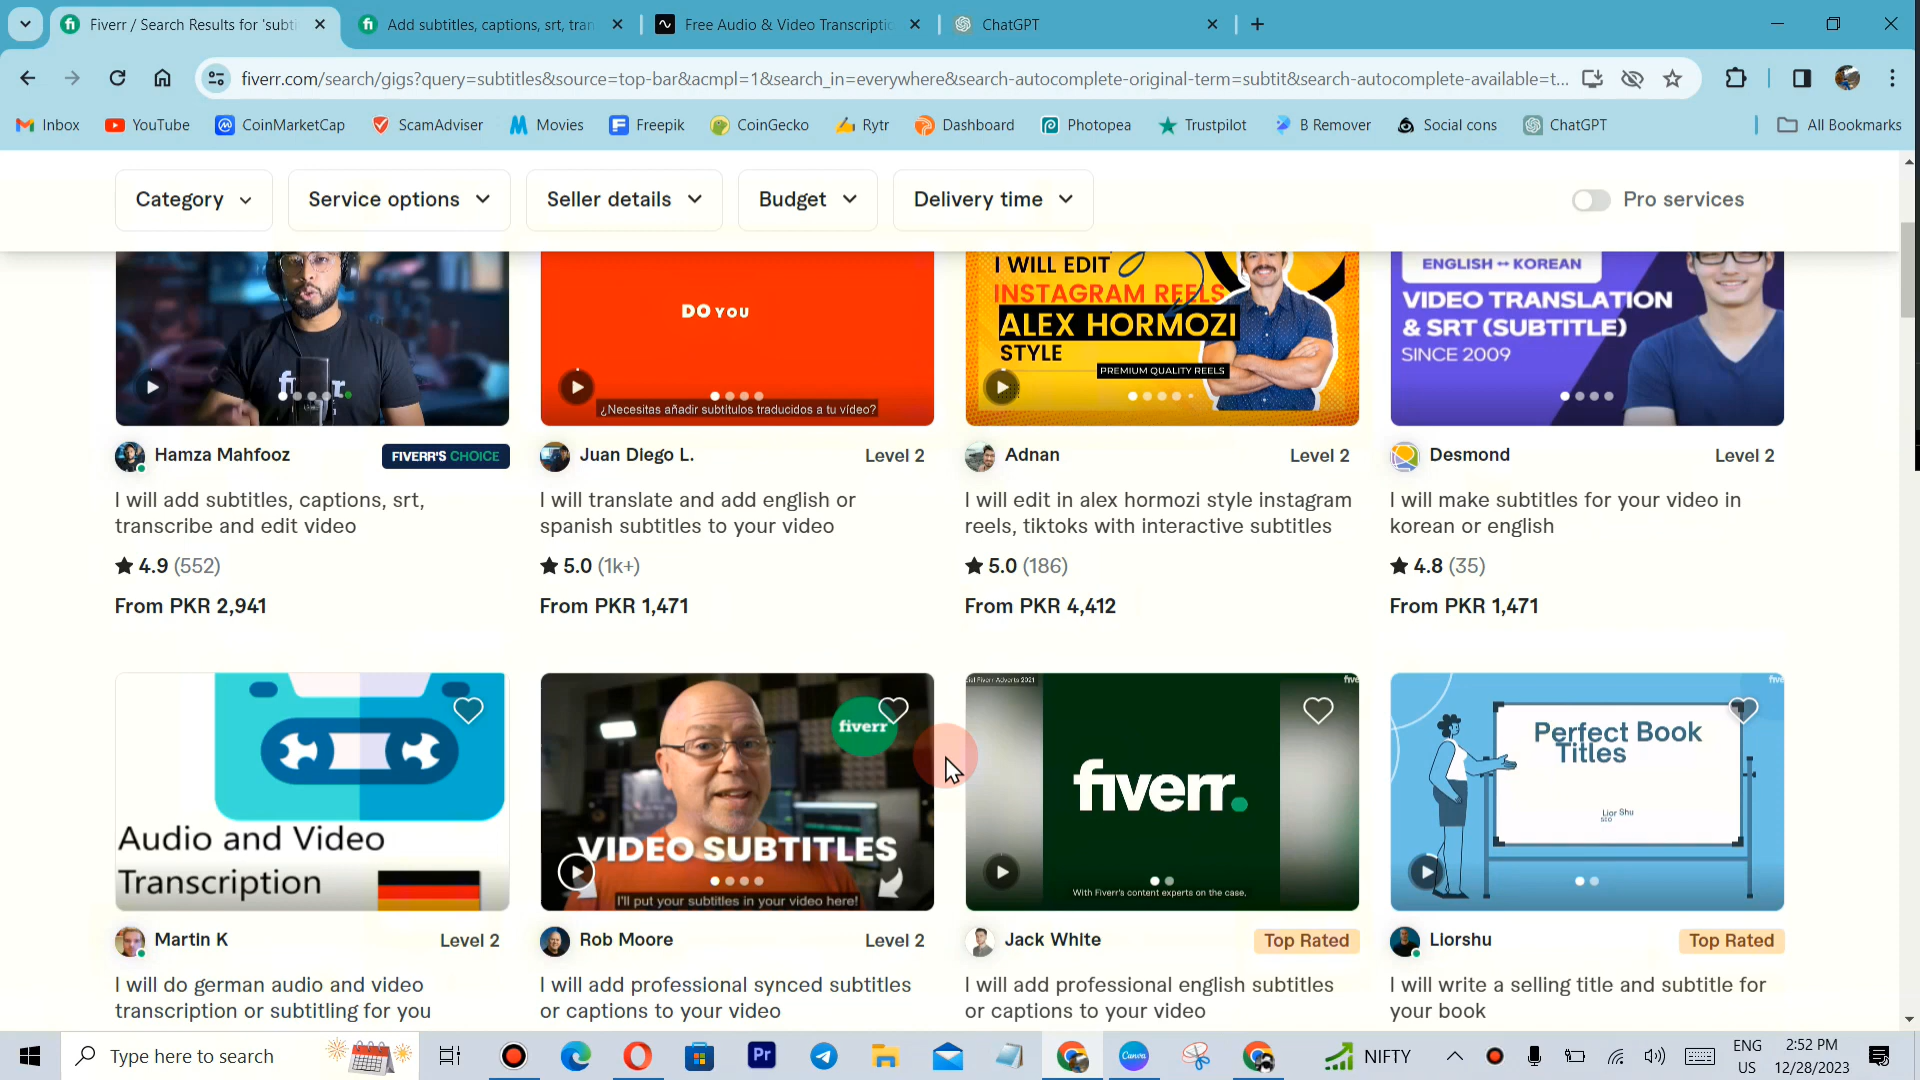 Fiverr / Search Results for 'subti
Add subtitles, captions, srt, tran
Free Audio & Video Transcriptio
ChatGPT
fiverr.com/search/gigs?query=subtitles&source=top-bar&acmpl=1&search_in=everywhere&search-autocomplete-original-term=subtit&search-autocomplete-available=t...
Inbox
YouTube
CoinMarketCap
ScamAdviser
Movies
Freepik
CoinGecko
Rytr
Dashboard
Photopea
Trustpilot
B Remover
Social cons
ChatGPT
All Bookmarks
Category
Service options
Seller details
Budget
Delivery time
Pro services
DO YOU
¿Necesitas añadir subtítulos traducidos a tu vídeo?
I WILL EDIT
INSTAGRAM REELS
ALEX HORMOZI
STYLE
PREMIUM QUALITY REELS
ENGLISH ↔ KOREAN
VIDEO TRANSLATION
& SRT (SUBTITLE)
SINCE 2009
Hamza Mahfooz
FIVERR'S CHOICE
Juan Diego L.
Level 2
Adnan
Level 2
Desmond
Level 2
I will add subtitles, captions, srt,
transcribe and edit video
I will translate and add english or
spanish subtitles to your video
I will edit in alex hormozi style instagram
reels, tiktoks with interactive subtitles
I will make subtitles for your video in
korean or english
4.9 (552)
5.0 (1k+)
5.0 (186)
4.8 (35)
From PKR 2,941
From PKR 1,471
From PKR 4,412
From PKR 1,471
Audio and Video
Transcription
fiverr.
VIDEO SUBTITLES
I'll put your subtitles in your video here!
fiverr.
With Fiverr's content experts on the case.
Perfect Book
Titles
Lior Shu
Martin K
Level 2
Rob Moore
Level 2
Jack White
Top Rated
Liorshu
Top Rated
I will do german audio and video
transcription or subtitling for you
I will add professional synced subtitles
or captions to your video
I will add professional english subtitles
or captions to your video
I will write a selling title and subtitle for
your book
Type here to search
Pr
Canva
NIFTY
ENG
US
2:52 PM
12/28/2023